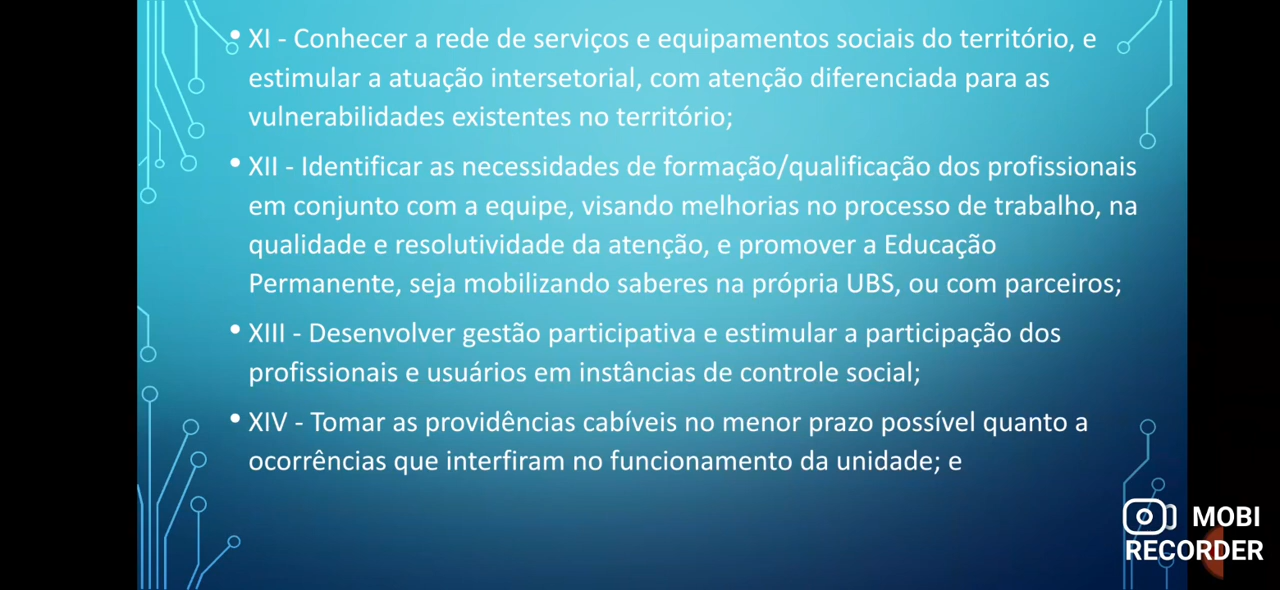 • XI - Conhecer a rede de serviços e equipamentos sociais do território, e
estimular a atuação intersetorial, com atenção diferenciada para as
vulnerabilidades existentes no território;
• XII - Identificar as necessidades de formação/qualificação dos profissionais
em conjunto com a equipe, visando melhorias no processo de trabalho, na
qualidade e resolutividade da atenção, e promover a Educação
Permanente, seja mobilizando saberes na própria UBS, ou com parceiros;
• XIII - Desenvolver gestão participativa e estimular a participação dos
profissionais e usuários em instâncias de controle social;
• XIV - Tomar as providências cabíveis no menor prazo possível quanto a
ocorrências que interfiram no funcionamento da unidade; e
MOBI
RECORDER